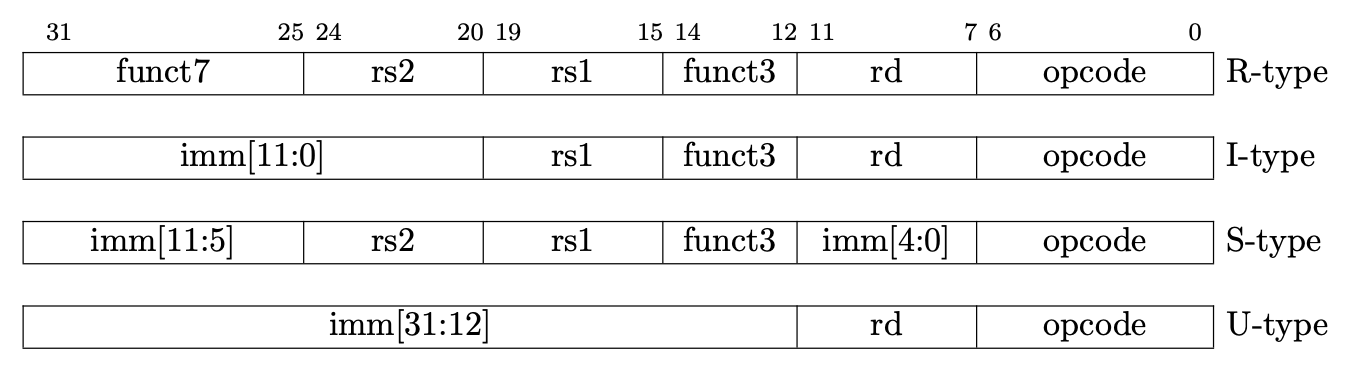 31 25 24 20 19 15 14 12 11 7 6 0
funct7 rs2 rs1 funct3 rd opcode R-type
imm[11:0] rs1 funct3 rd opcode I-type
imm[11:5] rs2 rs1 funct3 imm[4:0] opcode S-type
imm[31:12] rd opcode U-type